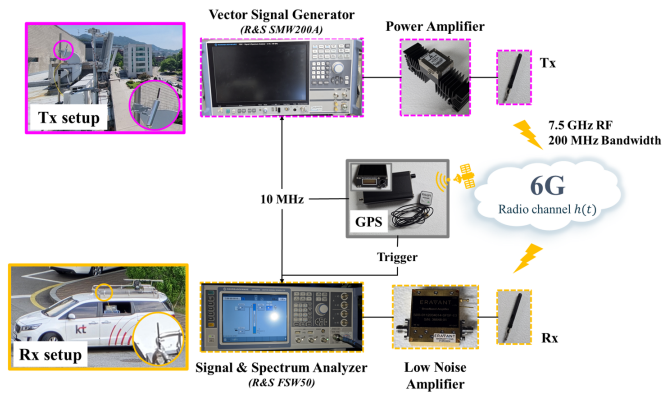 Vector Signal Generator
(R&S SMW200A)
Power Amplifier
Tx setup
Tx
7.5 GHz RF
200 MHz Bandwidth
10 MHz
GPS
6G
Radio channel h(t)
Trigger
kt
Rx setup
ERAVANT
Rx
Signal & Spectrum Analyzer
(R&S FSW50)
Low Noise
Amplifier